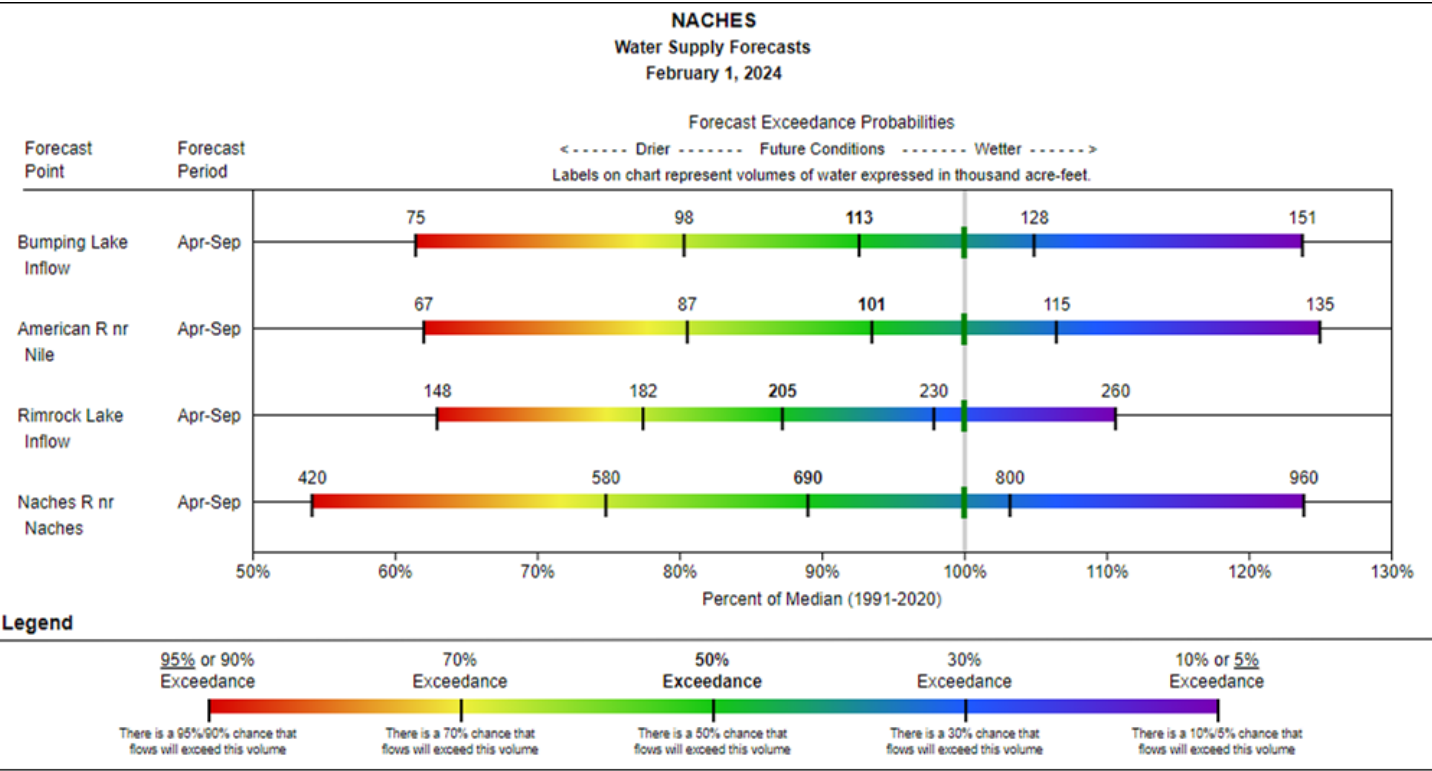 NACHES
Water Supply Forecasts
February 1, 2024
Forecast Exceedance Probabilities
Forecast Point
Forecast Period
<------ Drier ------- Future Conditions ------- Wetter ------>
Labels on chart represent volumes of water expressed in thousand acre-feet.
75 98 113 128 151
Bumping Lake Apr-Sep
Inflow
67 87 101 115 135
American R nr Apr-Sep
Nile
148 182 205 230 260
Rimrock Lake Apr-Sep
Inflow
420 580 690 800 960
Naches R nr Apr-Sep
Naches
50% 60% 70% 80% 90% 100% 110% 120% 130%
Percent of Median (1991-2020)
Legend
95% or 90% 70% 50% 30% 10% or 5%
Exceedance Exceedance Exceedance Exceedance Exceedance
There is a 95%/90% chance that
flows will exceed this volume
There is a 70% chance that
flows will exceed this volume
There is a 50% chance that
flows will exceed this volume
There is a 30% chance that
flows will exceed this volume
There is a 10%/5% chance that
flows will exceed this volume